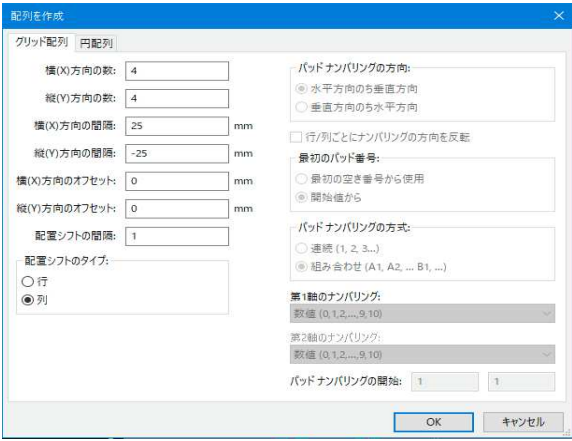 配列を作成
グリッド配列 円配列
横(X)方向の数: 4
縦(Y)方向の数: 4
横(X)方向の間隔: 25 mm
縦(Y)方向の間隔: -25 mm
横(X)方向のオフセット: 0 mm
縦(Y)方向のオフセット: 0 mm
配置シフトの間隔: 1
配置シフトのタイプ:
行
列
パッド ナンバリングの方向:
水平方向のち垂直方向
垂直方向のち水平方向
行/列ごとにナンバリングの方向を反転
最初のパッド番号:
最初の空き番号から使用
開始値から
パッド ナンバリングの方式:
連続 (1, 2, 3...)
組み合わせ (A1, A2, ... B1, ...)
第1軸のナンバリング:
数値 (0,1,2,...,9,10)
第2軸のナンバリング:
数値 (0,1,2,...,9,10)
パッド ナンバリングの開始: 1 1
OK キャンセル